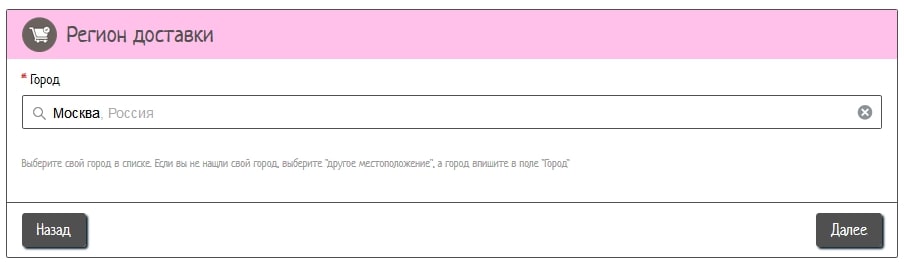 Регион доставки
* Город
Москва, Россия
Выберите свой город в списке. Если вы не нашли свой город, выберите "другое местоположение", а город впишите в поле "Город"
Назад
Далее